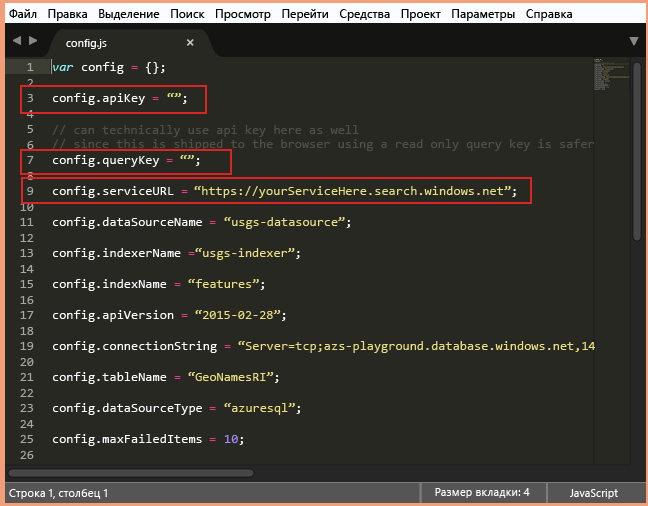 Файл Правка Выделение Поиск Просмотр Перейти Средства Проект Параметры Справка
config.js ×
1 var config = {};
2
3 config.apiKey = “”;
4
5 // can technically use api key here as well
6 // since this is shipped to the browser using a read only query key is safer
7 config.queryKey = “”;
8
9 config.serviceURL = “https://yourServiceHere.search.windows.net”;
10
11 config.dataSourceName = “usgs-datasource”;
12
13 config.indexerName =“usgs-indexer”;
14
15 config.indexName = “features”;
16
17 config.apiVersion = “2015-02-28”;
18
19 config.connectionString = “Server=tcp;azs-playground.database.windows.net,14
20
21 config.tableName = “GeoNamesRI”;
22
23 config.dataSourceType = “azuresql”;
24
25 config.maxFailedItems = 10;
26
Строка 1, столбец 1 Размер вкладки: 4 JavaScript